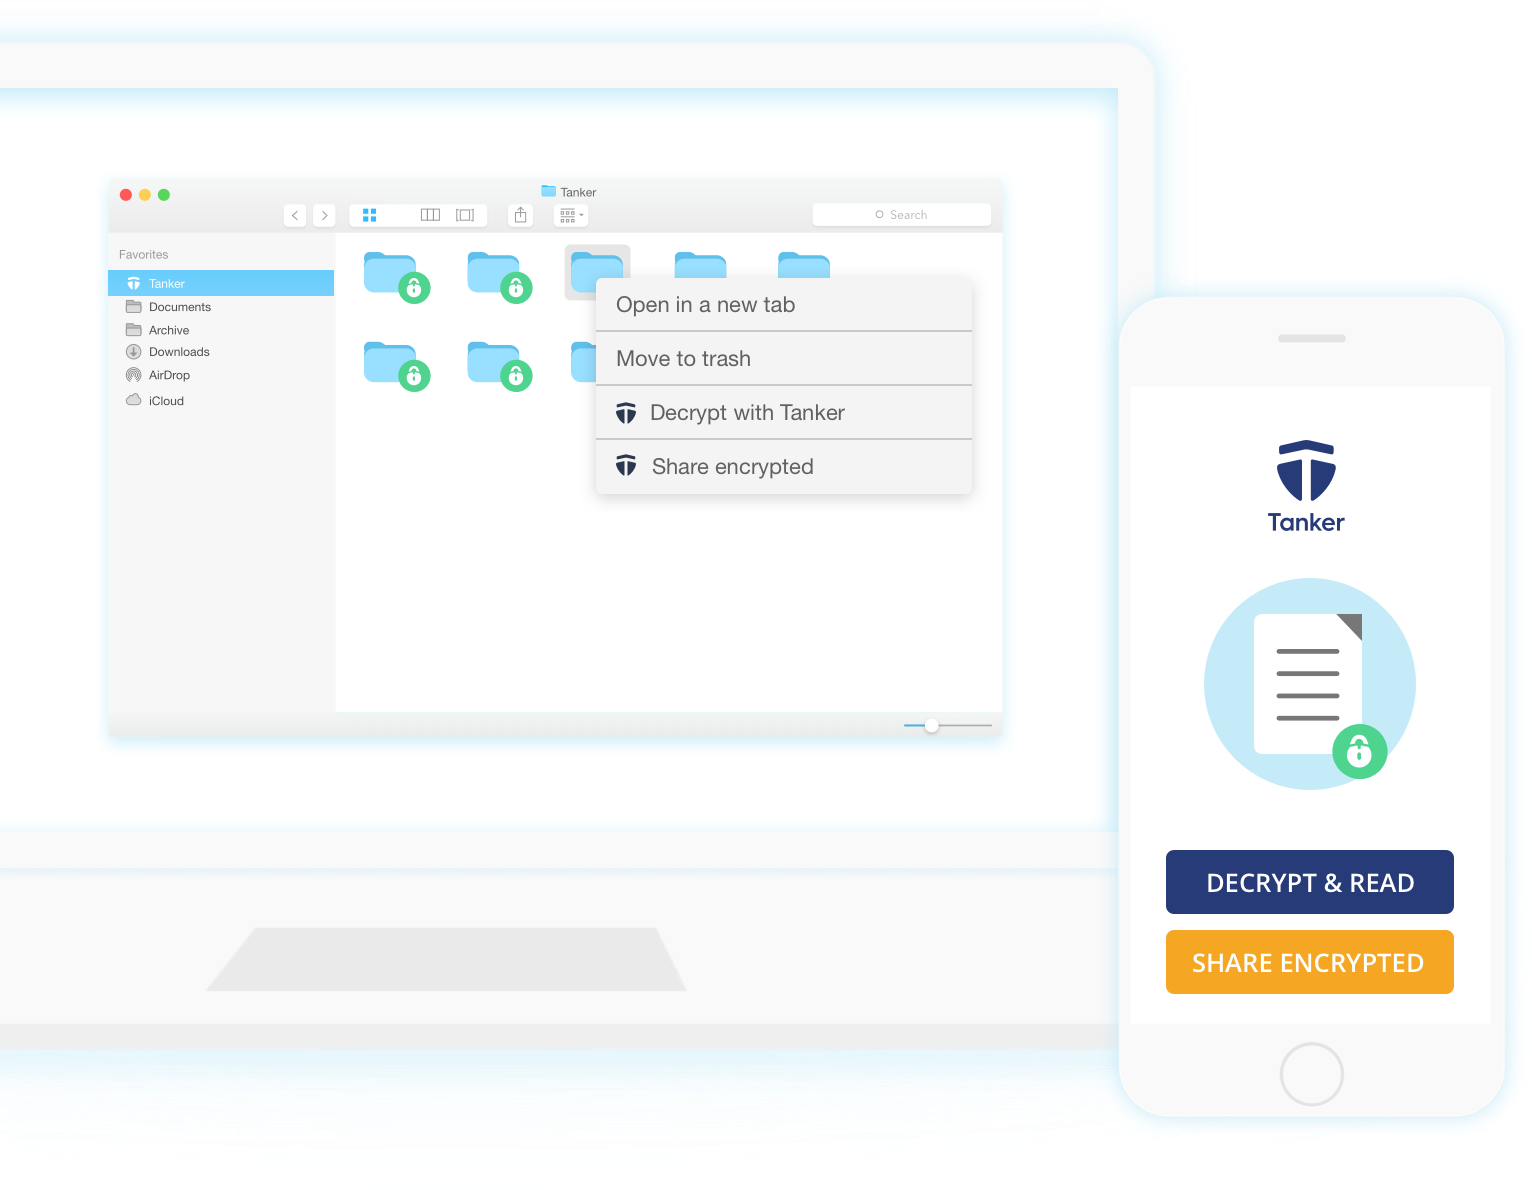 Tanker
Search
Favorites
Tanker
Documents
Archive
Downloads
AirDrop
iCloud
Open in a new tab
Move to trash
Decrypt with Tanker
Share encrypted
Tanker
DECRYPT & READ
SHARE ENCRYPTED